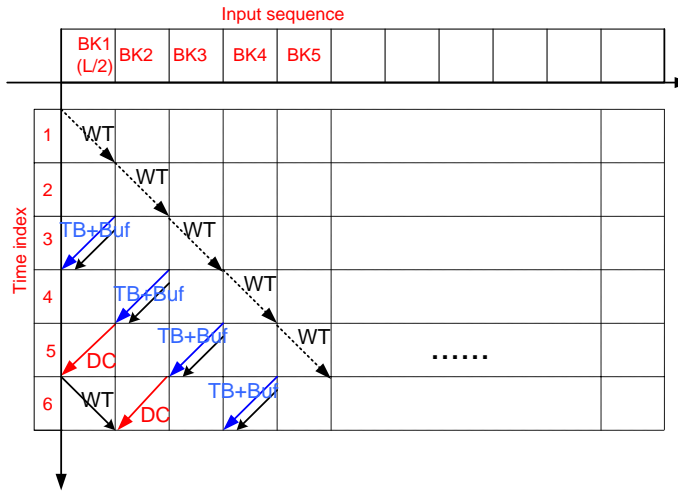 Input sequence
BK1
(L/2)
BK2
BK3
BK4
BK5
Time index
1
WT
2
WT
3
TB+Buf
WT
4
TB+Buf
WT
5
DC
TB+Buf
WT
......
6
WT
DC
TB+Buf